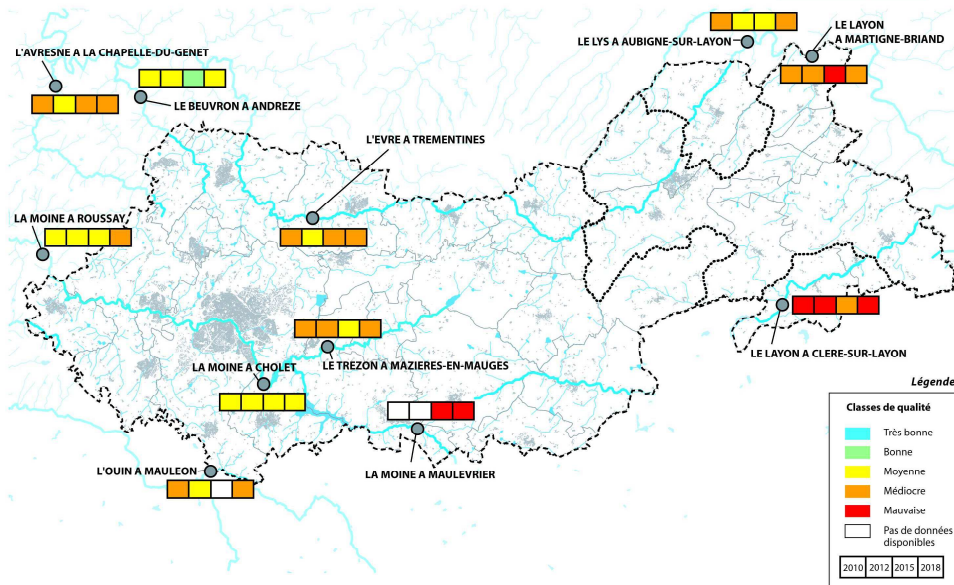 LE LYS A AUBIGNE-SUR-LAYON
LE LAYON
A MARTIGNE-BRIAND
L'AVRESNE A LA CHAPELLE-DU-GENET
LE BEUVRON A ANDREZE
L'EVRE A TREMENTINES
LA MOINE A ROUSSAY
LE LAYON A CLERE-SUR-LAYON
LA MOINE A CHOLET
LE TREZON A MAZIERES-EN-MAUGES
LA MOINE A MAULEVRIER
L'OUIN A MAULEON
Légende
Classes de qualité
Très bonne
Bonne
Moyenne
Médiocre
Mauvaise
Pas de données
disponibles
2010 2012 2015 2018